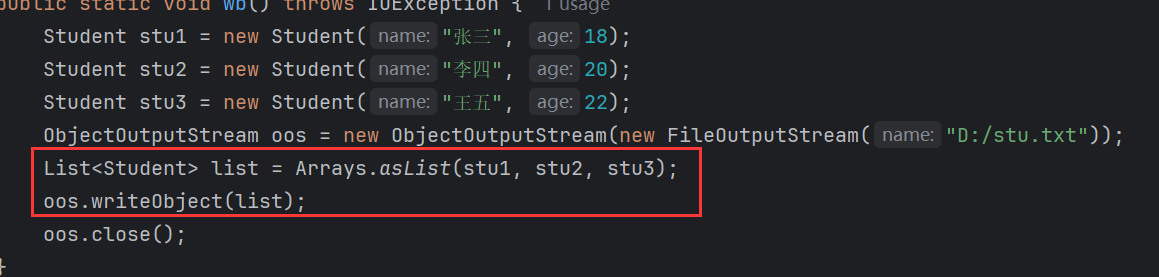 public static void wb() throws IOException { 1 usage
Student stu1 = new Student( name: "张三", age: 18);
Student stu2 = new Student( name: "李四", age: 20);
Student stu3 = new Student( name: "王五", age: 22);
ObjectOutputStream oos = new ObjectOutputStream(new FileOutputStream( name: "D:/stu.txt"));
List<Student> list = Arrays.asList(stu1, stu2, stu3);
oos.writeObject(list);
oos.close();
}